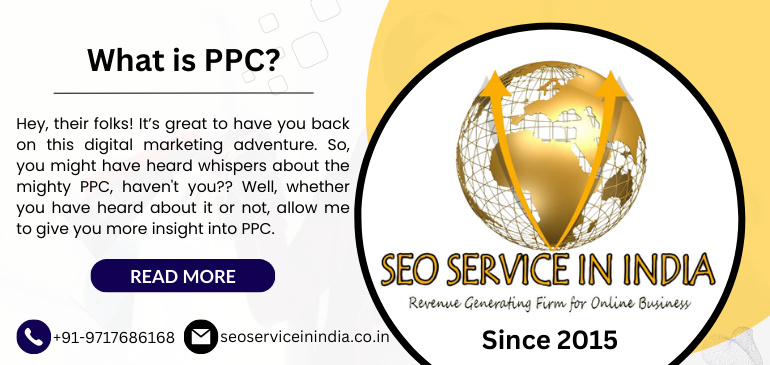 What is PPC?
Hey, their folks! It's great to have you back
on this digital marketing adventure. So,
you might have heard whispers about the
mighty PPC, haven't you?? Well, whether
you have heard about it or not, allow me
to give you more insight into PPC.
READ MORE
+91-9717686168
seoserviceinindia.co.in
SEO SERVICE IN INDIA
Revenue Generating Firm for Online Business
Since 2015